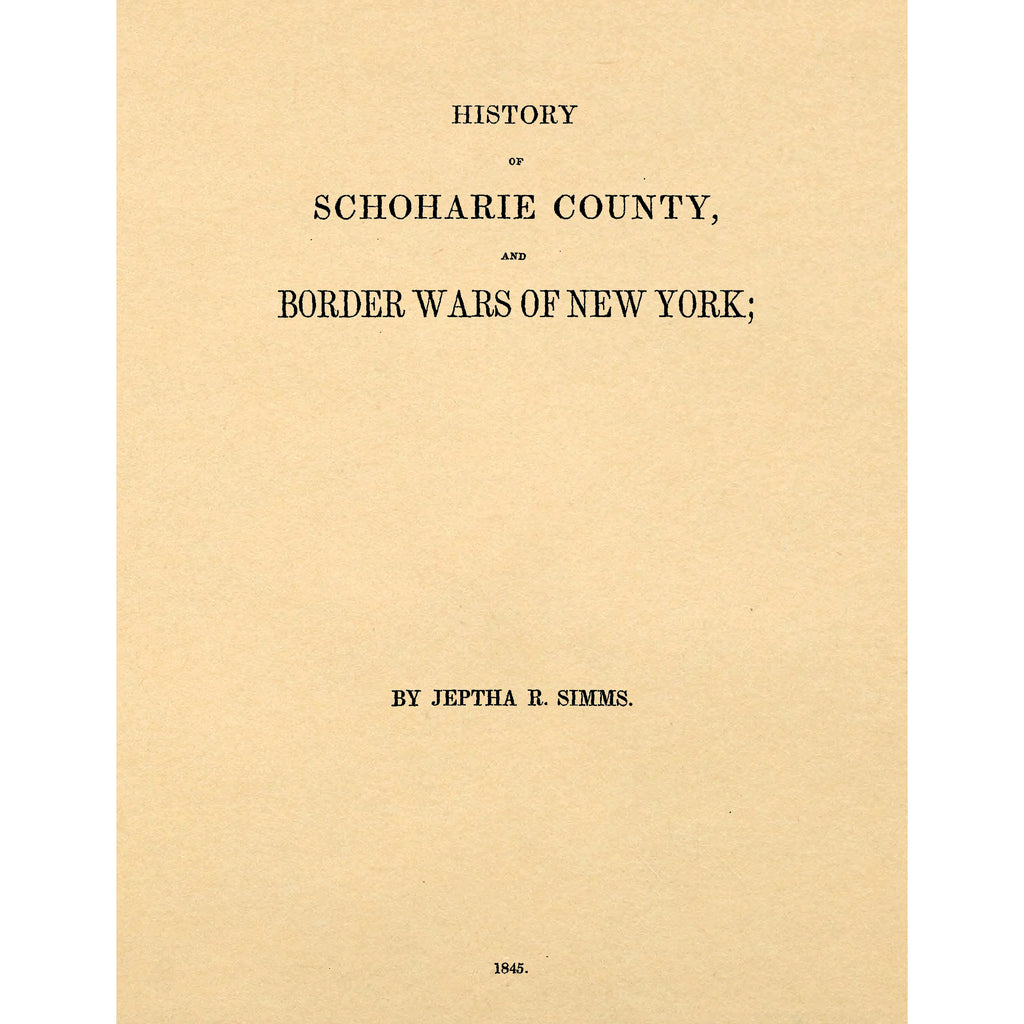 HISTORY
OF
SCHOHARIE COUNTY,
AND
BORDER WARS OF NEW YORK;
BY JEPTHA R. SIMMS.
1845.